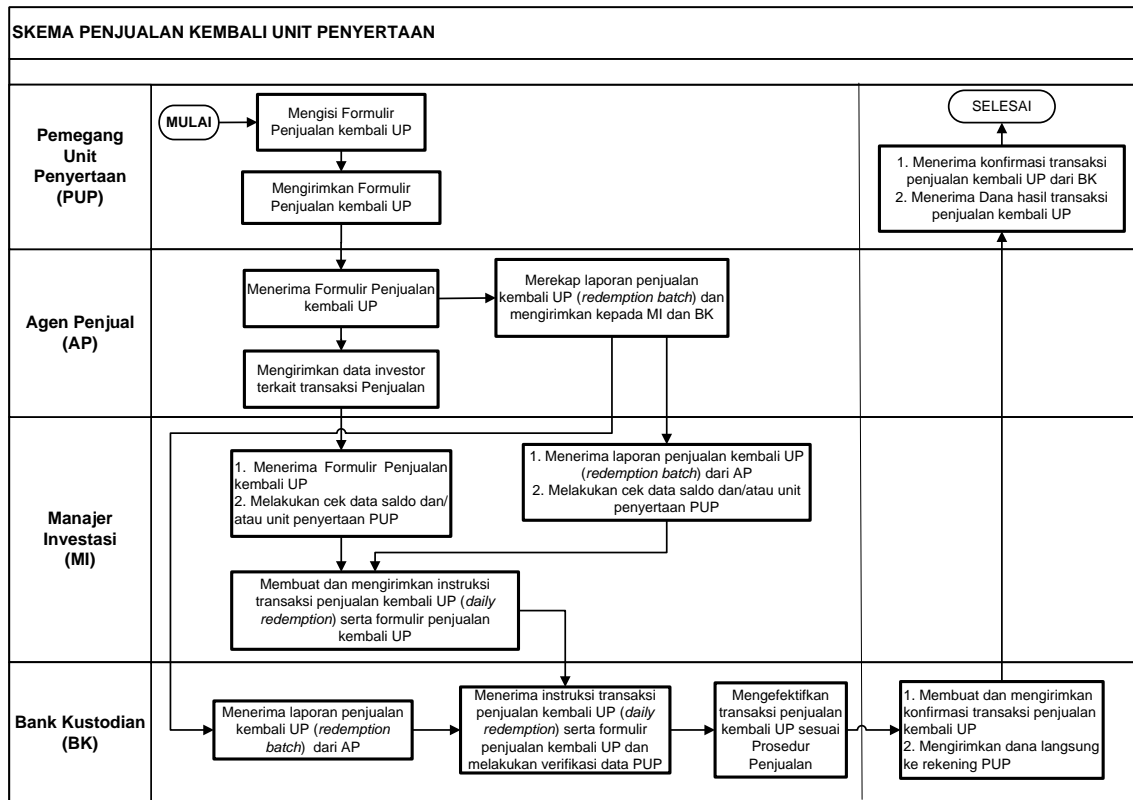 SKEMA PENJUALAN KEMBALI UNIT PENYERTAAN
Pemegang
Unit
Penyertaan
(PUP)
MULAI
Mengisi Formulir
Penjualan kembali UP
Mengirimkan Formulir
Penjualan kembali UP
SELESAI
1. Menerima konfirmasi transaksi
penjualan kembali UP dari BK
2. Menerima Dana hasil transaksi
penjualan kembali UP
Agen Penjual
(AP)
Menerima Formulir Penjualan
kembali UP
Merekap laporan penjualan
kembali UP (redemption batch) dan
mengirimkan kepada MI dan BK
Mengirimkan data investor
terkait transaksi Penjualan
Manajer
Investasi
(MI)
1. Menerima Formulir Penjualan
kembali UP
2. Melakukan cek data saldo dan/
atau unit penyertaan PUP
1. Menerima laporan penjualan kembali UP
(redemption batch) dari AP
2. Melakukan cek data saldo dan/atau unit
penyertaan PUP
Membuat dan mengirimkan instruksi
transaksi penjualan kembali UP (daily
redemption) serta formulir penjualan
kembali UP
Bank Kustodian
(BK)
Menerima laporan penjualan
kembali UP (redemption
batch) dari AP
Menerima instruksi transaksi
penjualan kembali UP (daily
redemption) serta formulir
penjualan kembali UP dan
melakukan verifikasi data PUP
Mengefektifkan
transaksi penjualan
kembali UP sesuai
Prosedur
Penjualan
1. Membuat dan mengirimkan
konfirmasi transaksi penjualan
kembali UP
2. Mengirimkan dana langsung
ke rekening PUP